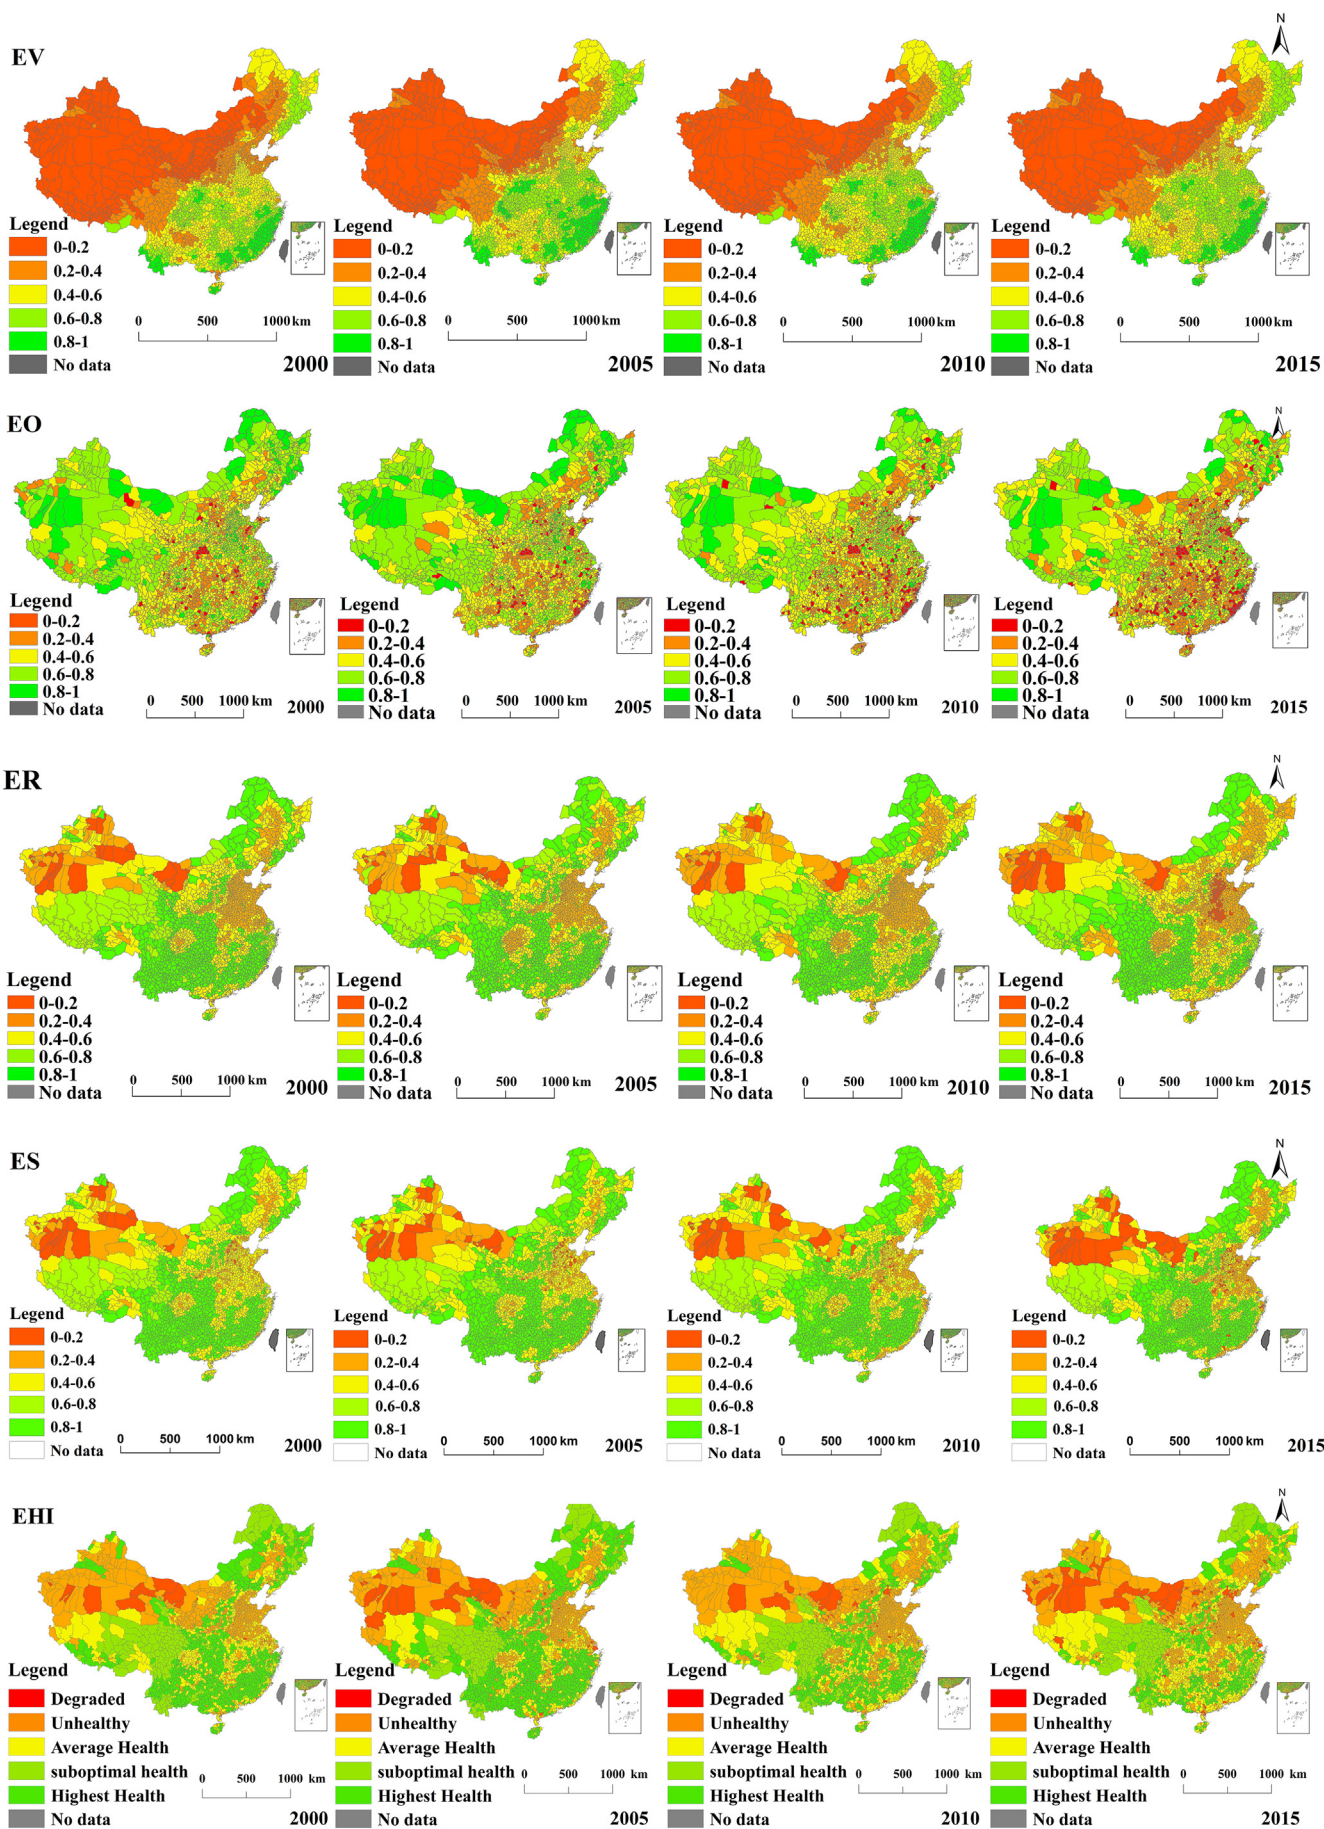 N
EV
Legend
0-0.2
0.2-0.4
0.4-0.6
0.6-0.8
0.8-1
No data
0 500 1000km
2000
Legend
0-0.2
0.2-0.4
0.4-0.6
0.6-0.8
0.8-1
No data
0 500 1000km
2005
Legend
0-0.2
0.2-0.4
0.4-0.6
0.6-0.8
0.8-1
No data
0 500 1000km
2010
Legend
0-0.2
0.2-0.4
0.4-0.6
0.6-0.8
0.8-1
No data
0 500 1000km
2015
N
EO
Legend
0-0.2
0.2-0.4
0.4-0.6
0.6-0.8
0.8-1
No data
0 500 1000 km
2000
Legend
0-0.2
0.2-0.4
0.4-0.6
0.6-0.8
0.8-1
No data
0 500 1000 km
2005
Legend
0-0.2
0.2-0.4
0.4-0.6
0.6-0.8
0.8-1
No data
0 500 1000 km
2010
Legend
0-0.2
0.2-0.4
0.4-0.6
0.6-0.8
0.8-1
No data
0 500 1000 km
2015
N
ER
Legend
0-0.2
0.2-0.4
0.4-0.6
0.6-0.8
0.8-1
No data
0 500 1000 km
2000
Legend
0-0.2
0.2-0.4
0.4-0.6
0.6-0.8
0.8-1
No data
0 500 1000 km
2005
Legend
0-0.2
0.2-0.4
0.4-0.6
0.6-0.8
0.8-1
No data
0 500 1000 km
2010
Legend
0-0.2
0.2-0.4
0.4-0.6
0.6-0.8
0.8-1
No data
0 500 1000 km
2015
N
ES
Legend
0-0.2
0.2-0.4
0.4-0.6
0.6-0.8
0.8-1
No data
0 500 1000 km
2000
Legend
0-0.2
0.2-0.4
0.4-0.6
0.6-0.8
0.8-1
No data
0 500 1000 km
2005
Legend
0-0.2
0.2-0.4
0.4-0.6
0.6-0.8
0.8-1
No data
0 500 1000 km
2010
Legend
0-0.2
0.2-0.4
0.4-0.6
0.6-0.8
0.8-1
No data
0 500 1000 km
2015
N
EHI
Legend
Degraded
Unhealthy
Average Health
suboptimal health
Highest Health
No data
0 500 1000 km
2000
Legend
Degraded
Unhealthy
Average Health
suboptimal health
Highest Health
No data
0 500 1000 km
2005
Legend
Degraded
Unhealthy
Average Health
suboptimal health
Highest Health
No data
0 500 1000 km
2010
Legend
Degraded
Unhealthy
Average Health
suboptimal health
Highest Health
No data
0 500 1000 km
2015